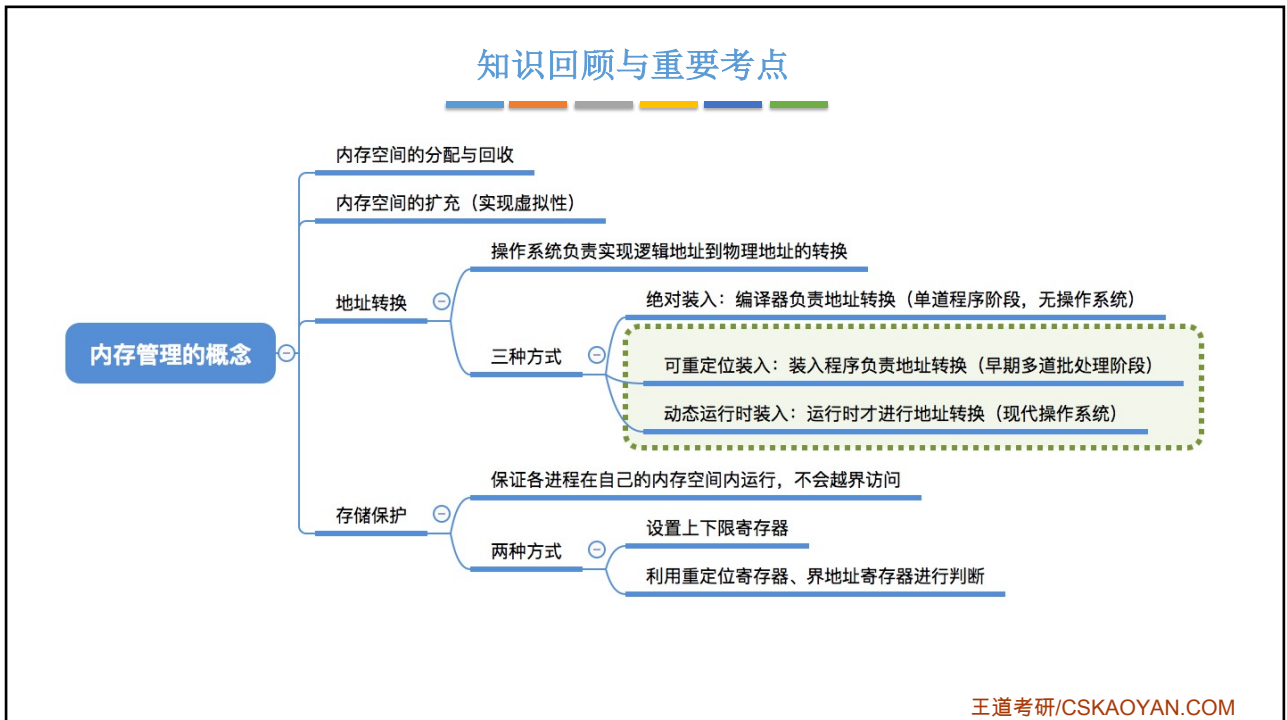 知识回顾与重要考点
内存管理的概念
内存空间的分配与回收
内存空间的扩充（实现虚拟性）
地址转换
操作系统负责实现逻辑地址到物理地址的转换
三种方式
绝对装入：编译器负责地址转换（单道程序阶段，无操作系统）
可重定位装入：装入程序负责地址转换（早期多道批处理阶段）
动态运行时装入：运行时才进行地址转换（现代操作系统）
存储保护
保证各进程在自己的内存空间内运行，不会越界访问
两种方式
设置上下限寄存器
利用重定位寄存器、界地址寄存器进行判断
王道考研/CSKAOYAN.COM